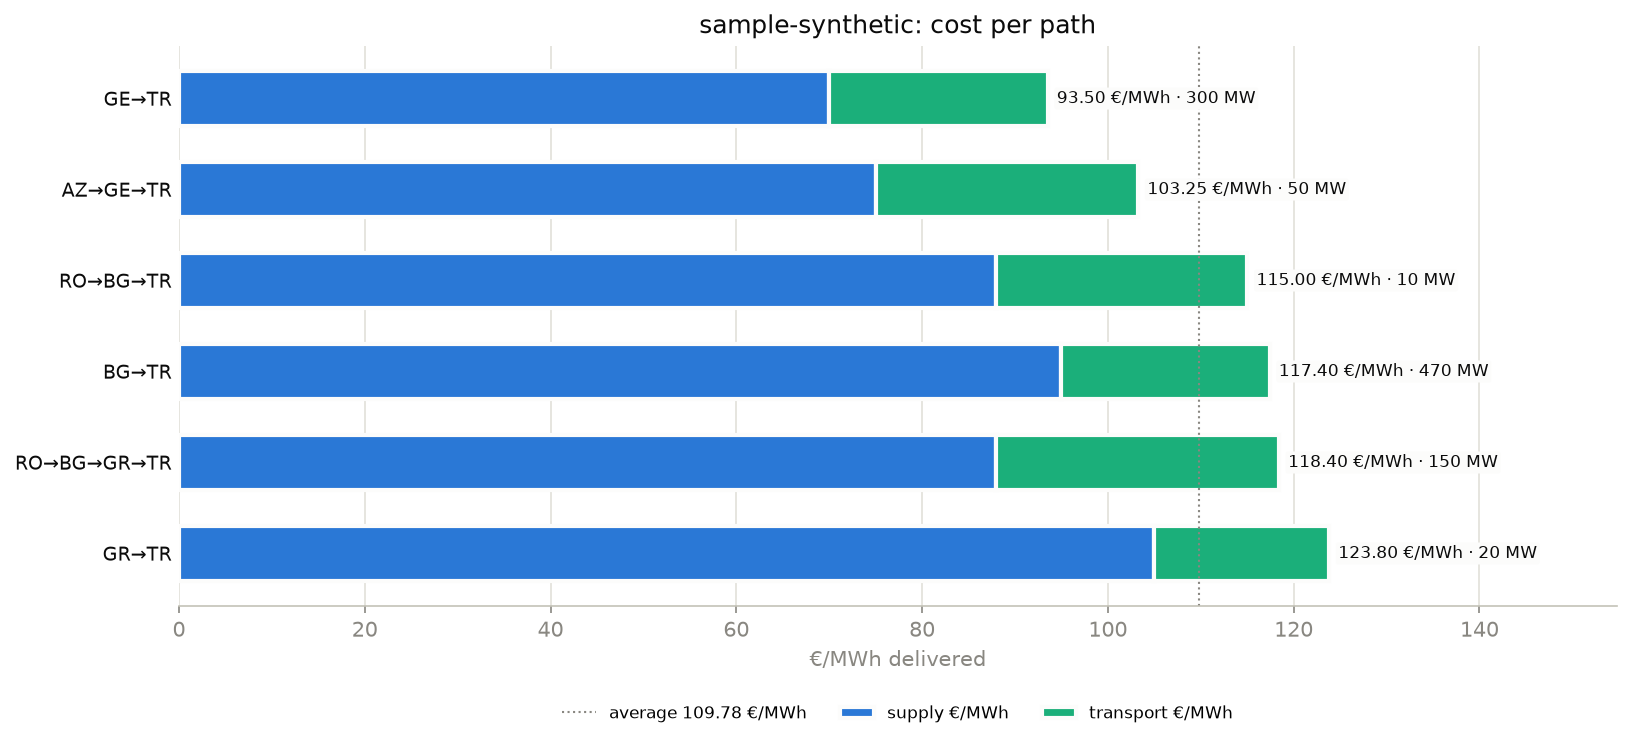 sample-synthetic: cost per path
GE→TR
93.50 €/MWh · 300 MW
AZ→GE→TR
103.25 €/MWh · 50 MW
RO→BG→TR
115.00 €/MWh · 10 MW
BG→TR
117.40 €/MWh · 470 MW
RO→BG→GR→TR
118.40 €/MWh · 150 MW
GR→TR
123.80 €/MWh · 20 MW
0 20 40 60 80 100 120 140
€/MWh delivered
average 109.78 €/MWh supply €/MWh transport €/MWh